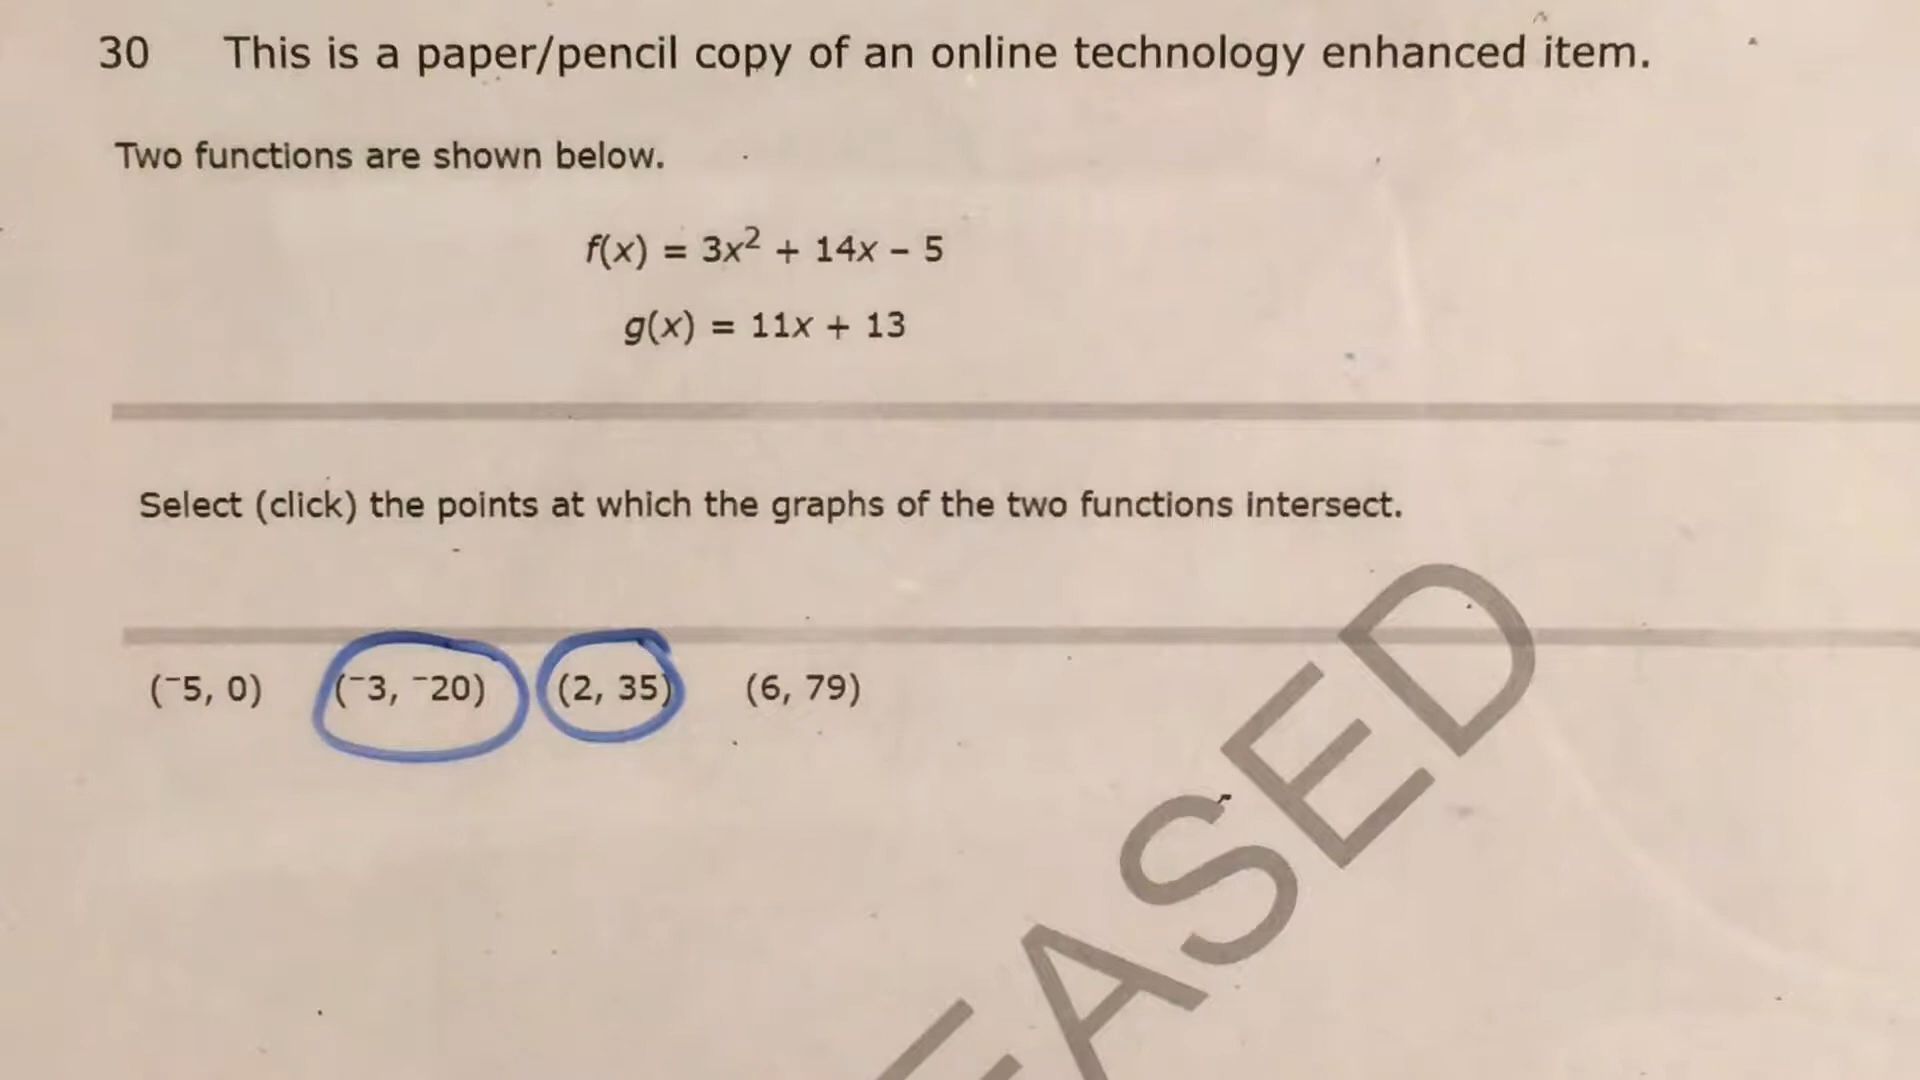 30 This is a paper/pencil copy of an online technology enhanced item.
Two functions are shown below.
f(x) = 3x² + 14x – 5
g(x) = 11x + 13
Select (click) the points at which the graphs of the two functions intersect.
(⁻5, 0) (⁻3, ⁻20) (2, 35) (6, 79)
EASED